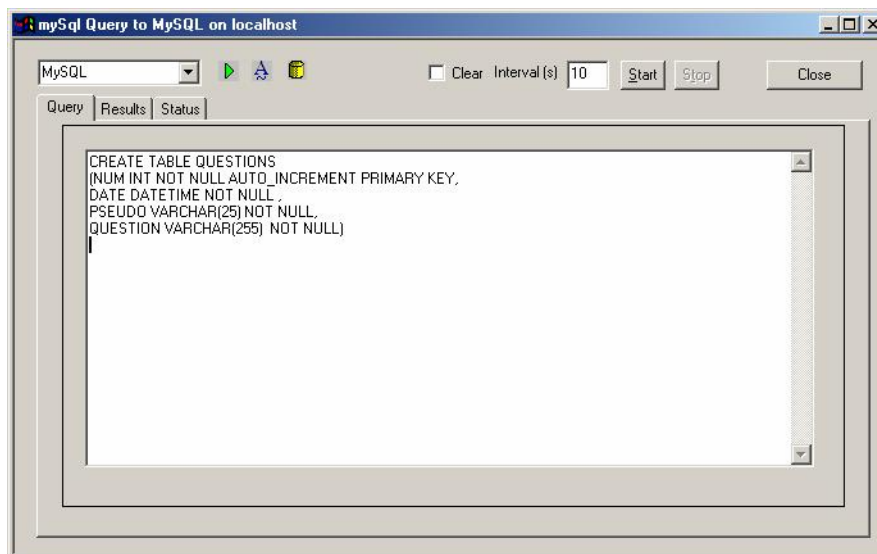 mySql Query to MySQL on localhost
MySQL
Clear Interval (s) 10 Start Stop Close
Query Results Status
CREATE TABLE QUESTIONS
(NUM INT NOT NULL AUTO_INCREMENT PRIMARY KEY,
DATE DATETIME NOT NULL ,
PSEUDO VARCHAR(25) NOT NULL,
QUESTION VARCHAR(255) NOT NULL)